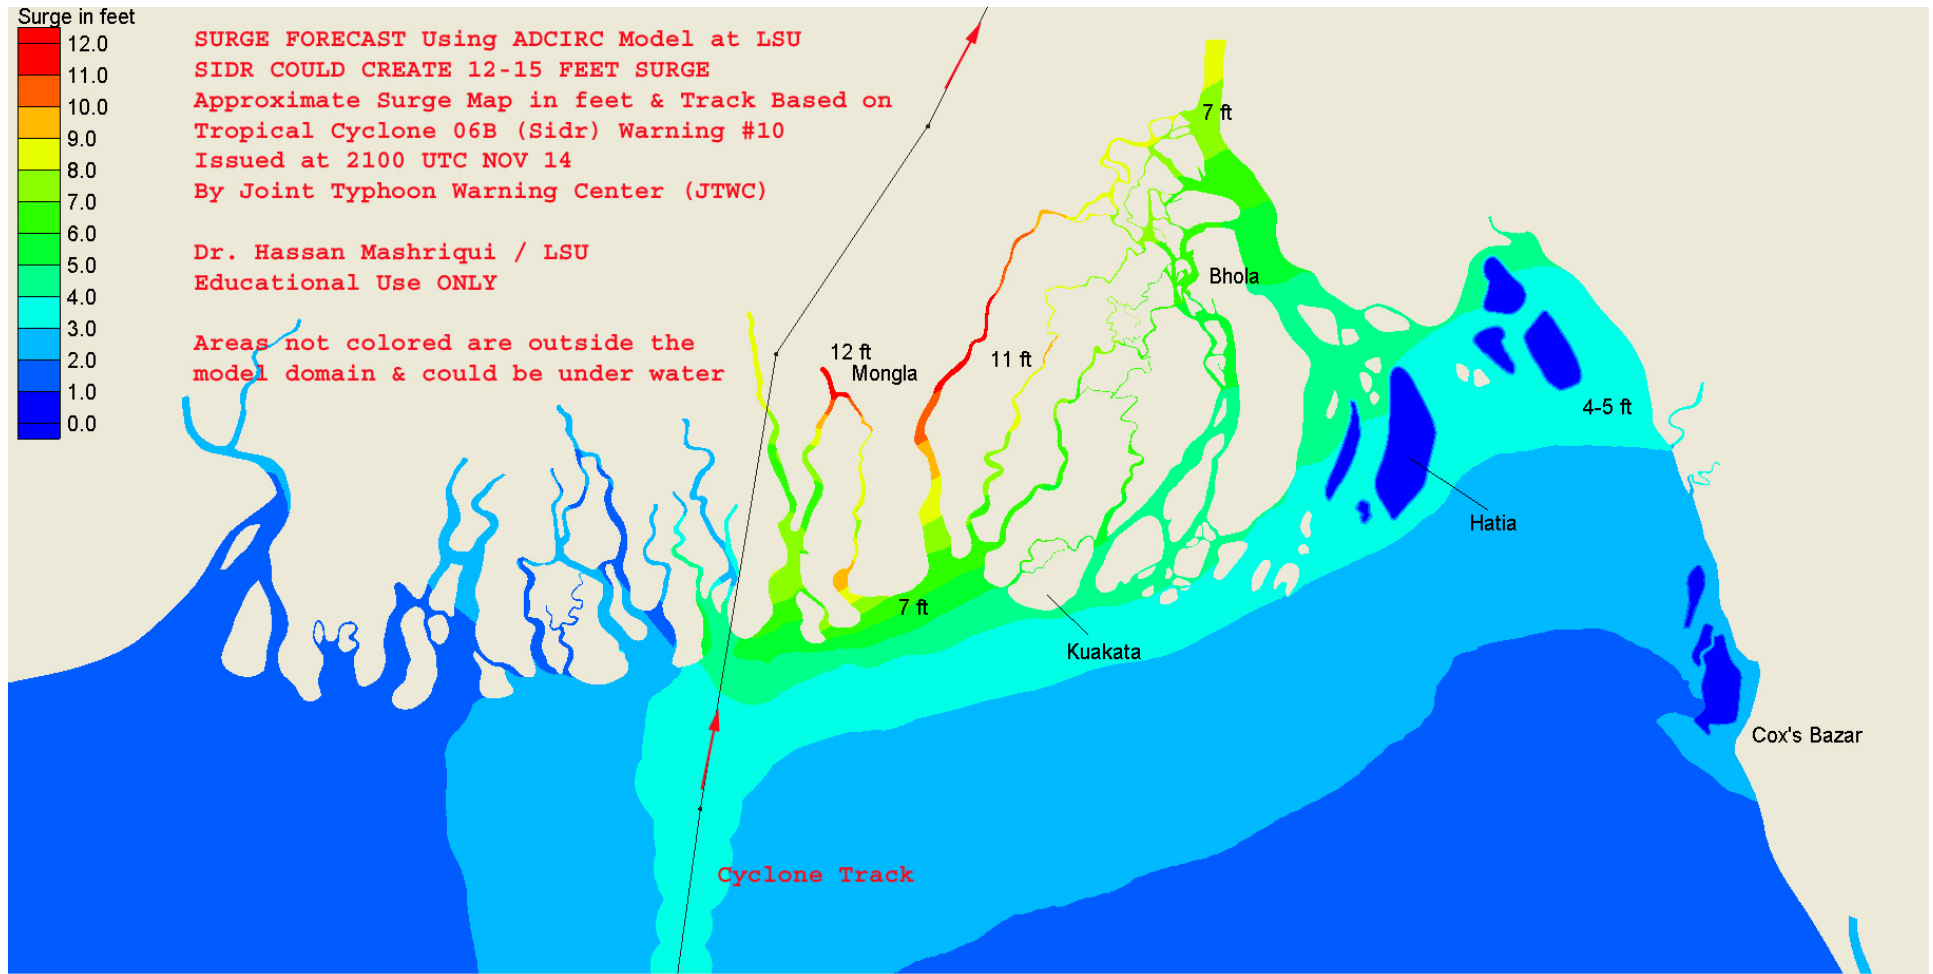 Surge in feet
12.0
11.0
10.0
9.0
8.0
7.0
6.0
5.0
4.0
3.0
2.0
1.0
0.0
SURGE FORECAST Using ADCIRC Model at LSU
SIDR COULD CREATE 12-15 FEET SURGE
Approximate Surge Map in feet & Track Based on
Tropical Cyclone 06B (Sidr) Warning #10
Issued at 2100 UTC NOV 14
By Joint Typhoon Warning Center (JTWC)
Dr. Hassan Mashriqui / LSU
Educational Use ONLY
Areas not colored are outside the
model domain & could be under water
7 ft
Bhola
12 ft
Mongla
11 ft
4-5 ft
Hatia
7 ft
Kuakata
Cox's Bazar
Cyclone Track